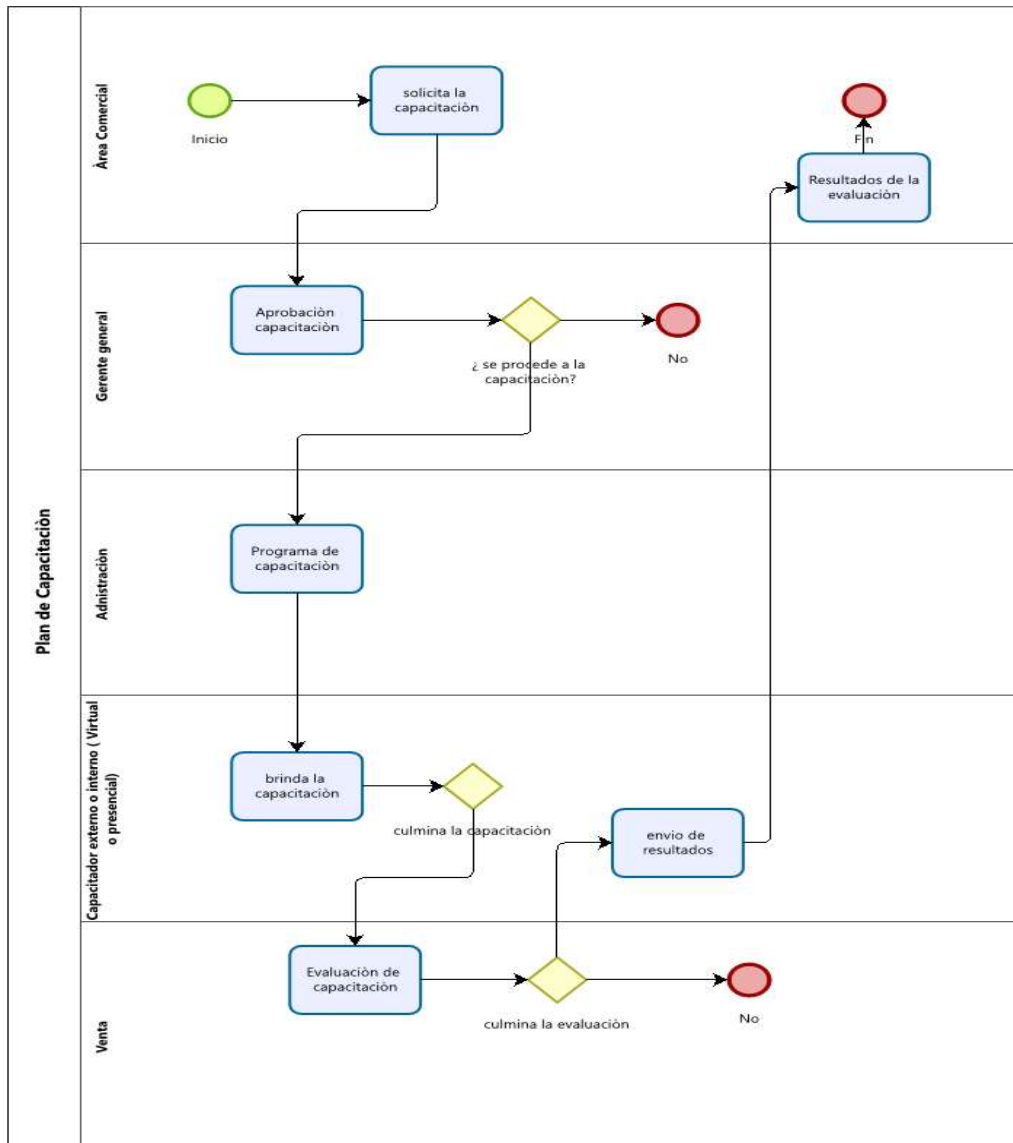 Plan de Capacitaciòn
Àrea Comercial
Inicio
solicita la
capacitaciòn
Fin
Resultados de la
evaluaciòn
Gerente general
Aprobaciòn
capacitaciòn
¿ se procede a la
capacitaciòn?
No
Adnistraciòn
Programa de
capacitaciòn
Capacitador externo o interno ( Virtual
o presencial)
brinda la
capacitaciòn
culmina la capacitaciòn
envio de
resultados
Venta
Evaluaciòn de
capacitaciòn
culmina la evaluaciòn
No